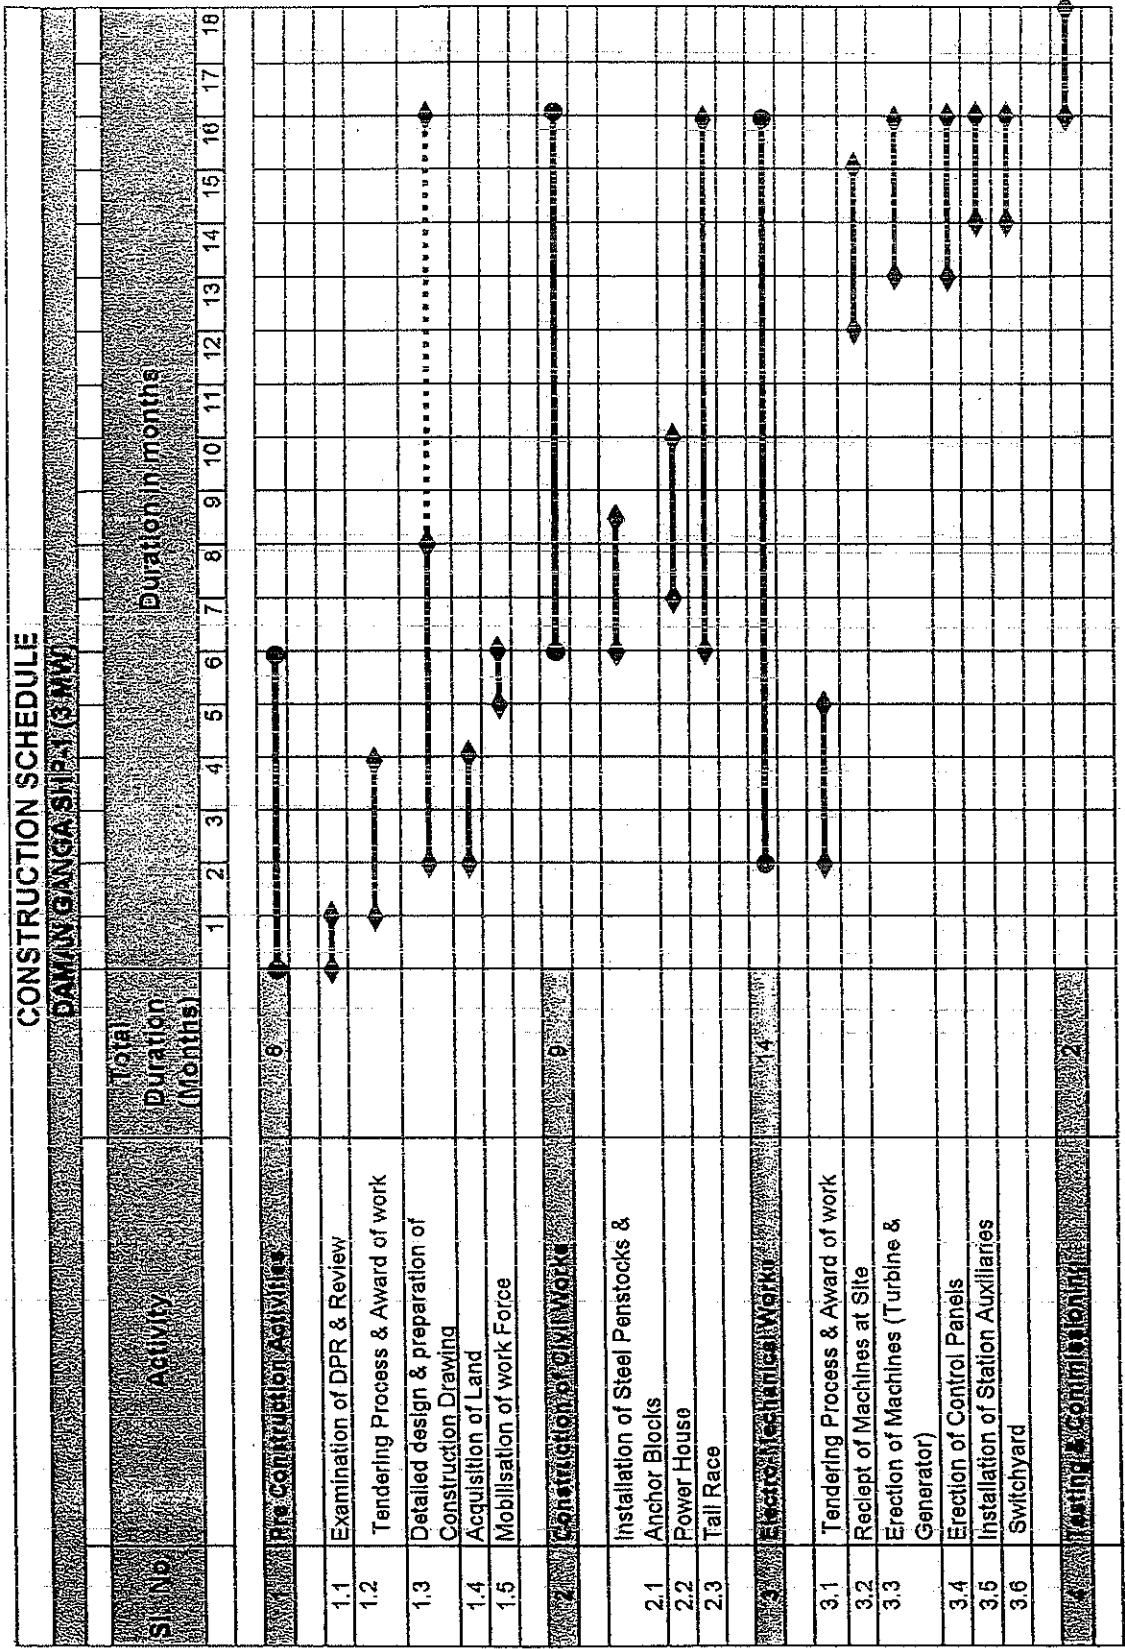 CONSTRUCTION SCHEDULE
DAMAN GANGA SHP-1 (3 MW)
Sl. No Activity Total Duration (Months) Duration in months
1 2 3 4 5 6 7 8 9 10 11 12 13 14 15 16 17 18
1 Pre Construction Activities 8
1.1 Examination of DPR & Review
1.2 Tendering Process & Award of work
1.3 Detailed design & preparation of
Construction Drawing
1.4 Acquisition of Land
1.5 Mobilisation of work Force
2 Construction of Civil Works 9
Installation of Steel Penstocks &
2.1 Anchor Blocks
2.2 Power House
2.3 Tail Race
3 Electro-Mechanical Works 14
3.1 Tendering Process & Award of work
3.2 Reciept of Machines at Site
3.3 Erection of Machines (Turbine &
Generator)
3.4 Erection of Control Panels
3.5 Installation of Station Auxiliaries
3.6 Switchyard
4 Testing & Commissioning 2